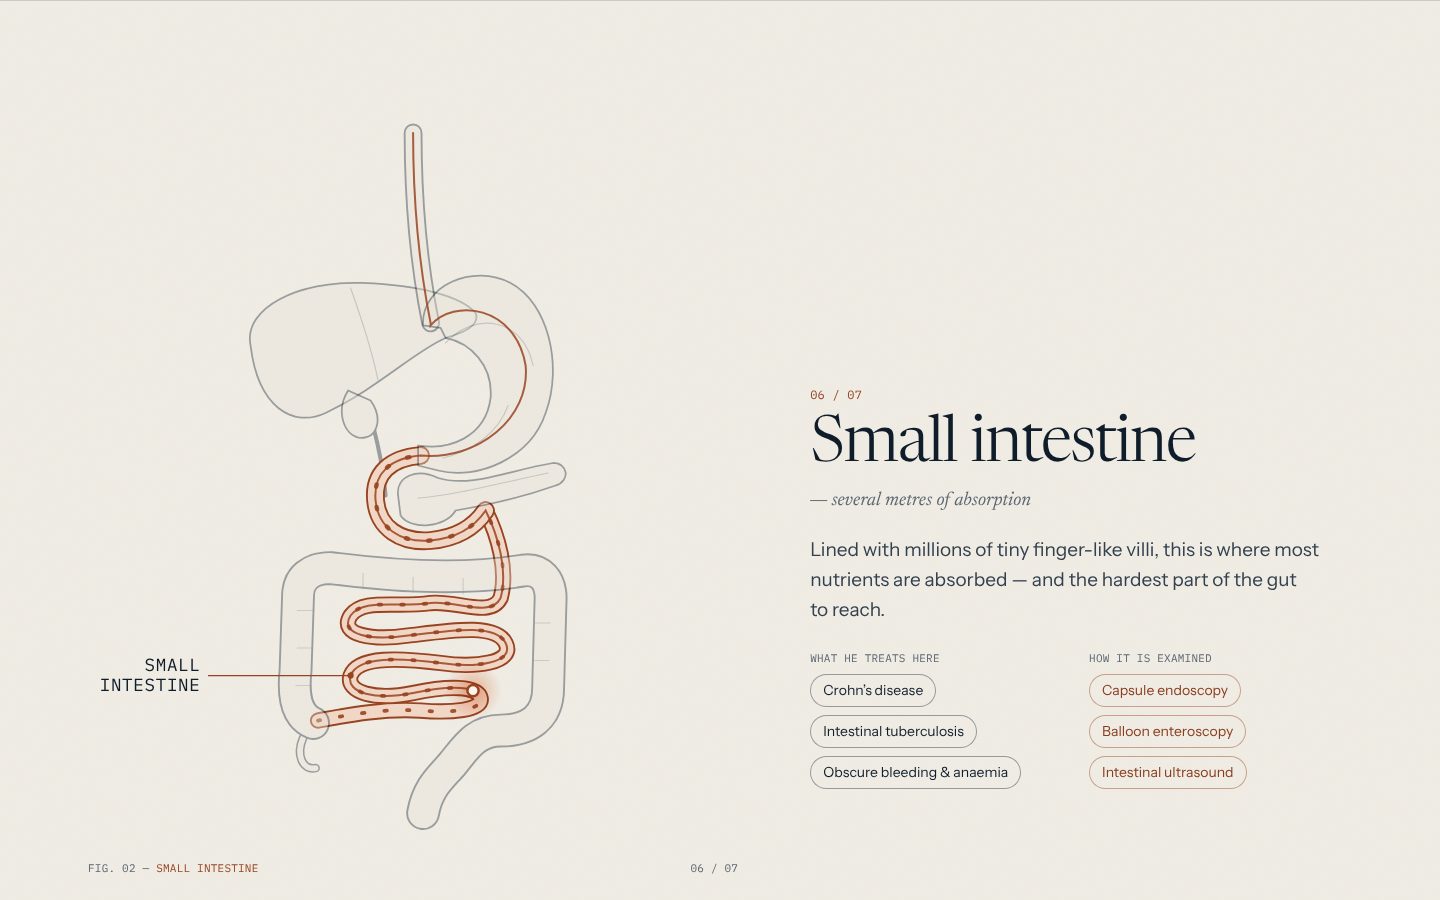 SMALL
INTESTINE
06 / 07
Small intestine
— several metres of absorption
Lined with millions of tiny finger-like villi, this is where most
nutrients are absorbed — and the hardest part of the gut
to reach.
WHAT HE TREATS HERE
Crohn’s disease
Intestinal tuberculosis
Obscure bleeding & anaemia
HOW IT IS EXAMINED
Capsule endoscopy
Balloon enteroscopy
Intestinal ultrasound
FIG. 02 — SMALL INTESTINE
06 / 07